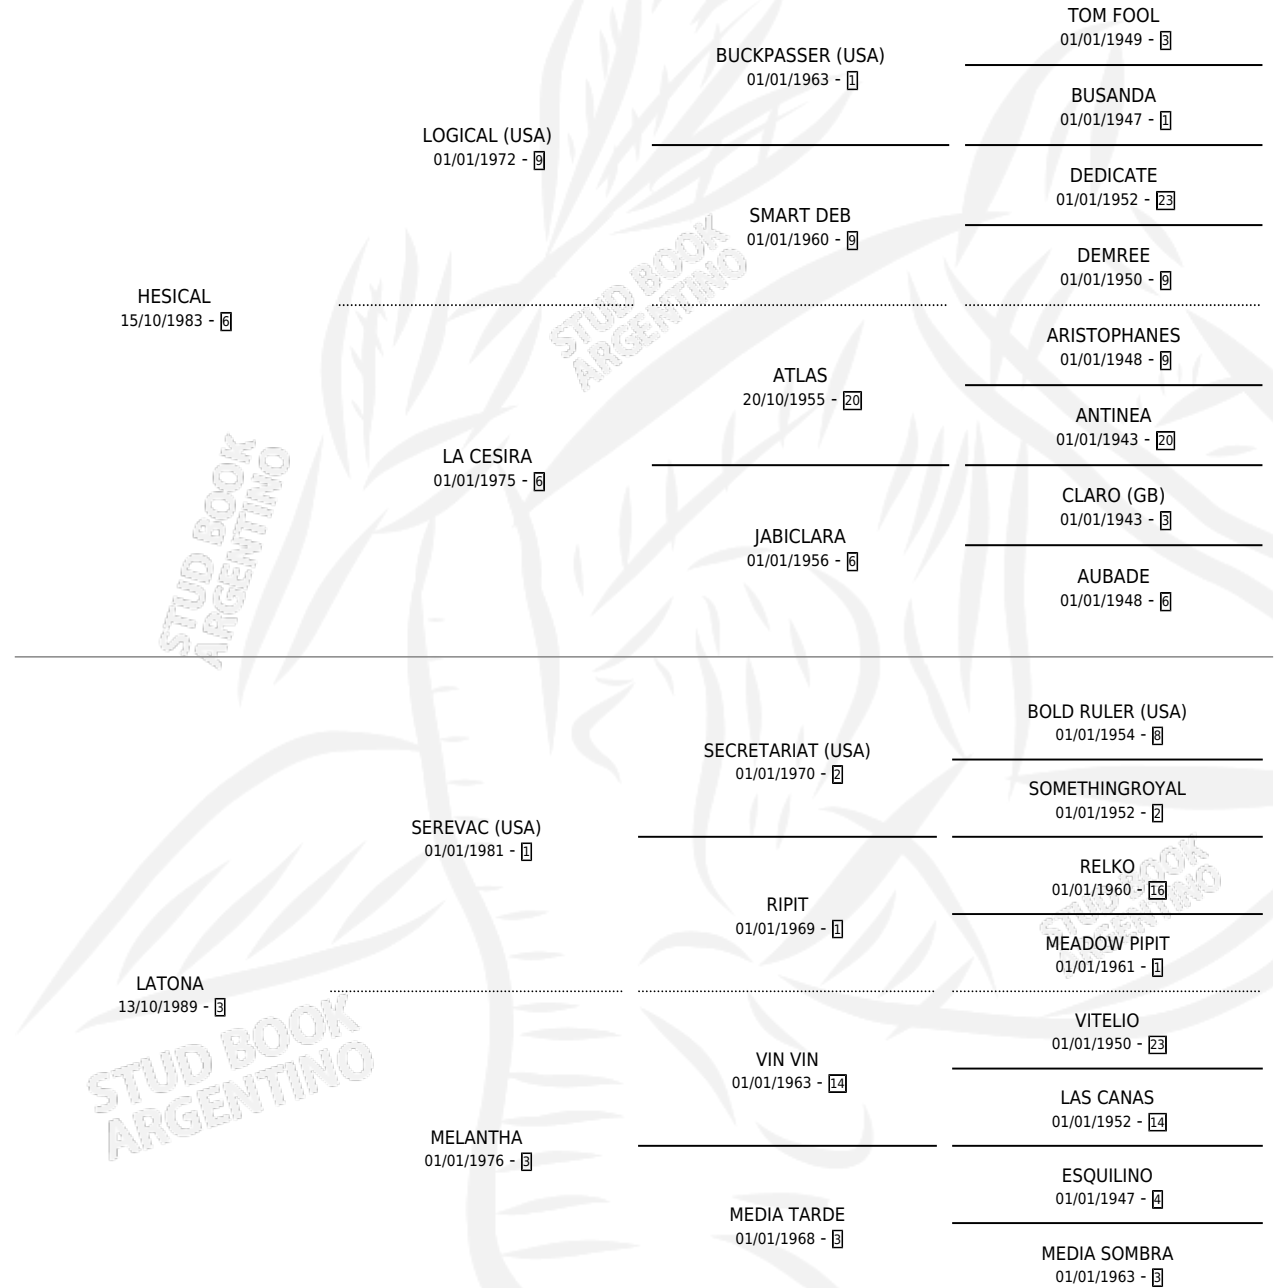 TOM FOOL
01/01/1949 - 3
BUCKPASSER (USA)
01/01/1963 - 1
BUSANDA
01/01/1947 - 1
LOGICAL (USA)
01/01/1972 - 9
DEDICATE
01/01/1952 - 23
SMART DEB
01/01/1960 - 9
DEMREE
01/01/1950 - 9
HESICAL
15/10/1983 - 6
ARISTOPHANES
01/01/1948 - 9
ATLAS
20/10/1955 - 20
ANTINEA
01/01/1943 - 20
LA CESIRA
01/01/1975 - 6
CLARO (GB)
01/01/1943 - 3
JABICLARA
01/01/1956 - 6
AUBADE
01/01/1948 - 6
BOLD RULER (USA)
01/01/1954 - 8
SECRETARIAT (USA)
01/01/1970 - 2
SOMETHINGROYAL
01/01/1952 - 2
SEREVAC (USA)
01/01/1981 - 1
RELKO
01/01/1960 - 16
RIPIT
01/01/1969 - 1
MEADOW PIPIT
01/01/1961 - 1
LATONA
13/10/1989 - 3
VITELIO
01/01/1950 - 23
VIN VIN
01/01/1963 - 14
LAS CANAS
01/01/1952 - 14
MELANTHA
01/01/1976 - 3
ESQUILINO
01/01/1947 - 4
MEDIA TARDE
01/01/1968 - 3
MEDIA SOMBRA
01/01/1963 - 3
STUD BOOK
ARGENTINO
STUD BOOK
ARGENTINO
STUD BOOK
ARGENTINO
STUD BOOK
ARGENTINO